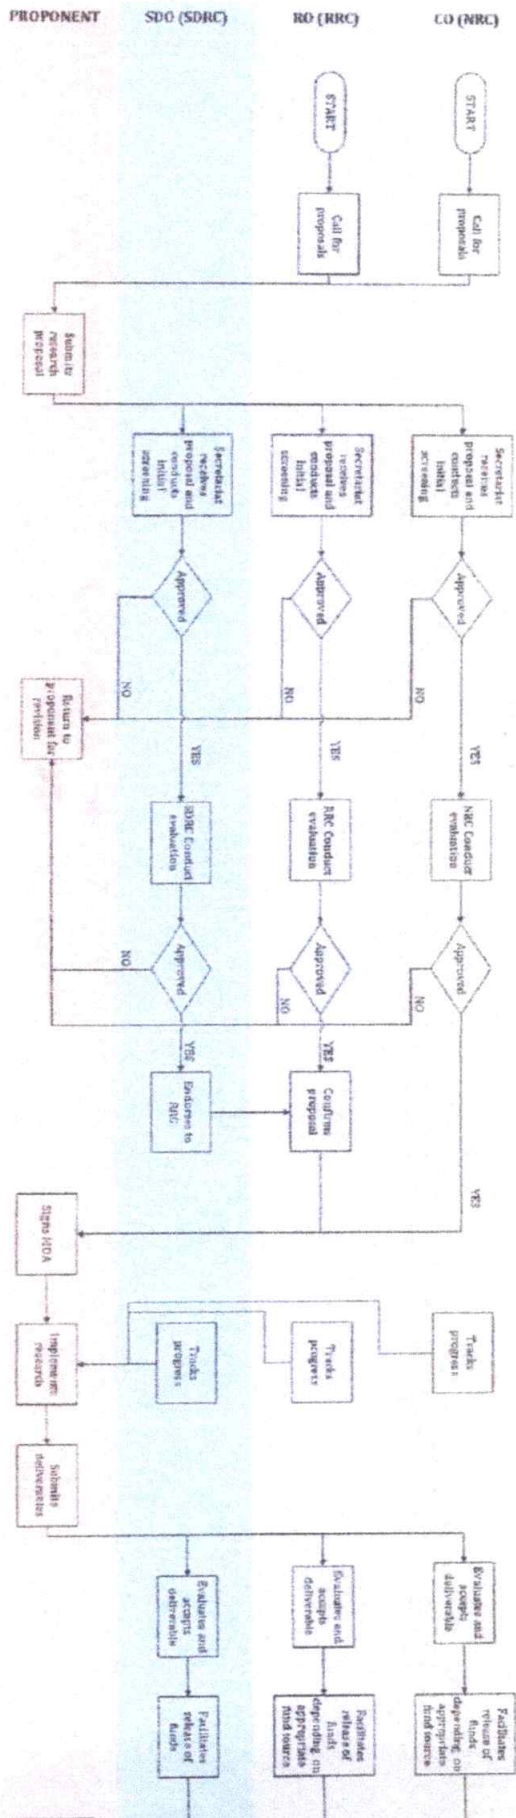 PROPONENT
SDO (SDRC)
RO (RRC)
CO (NRC)
START
START
Call for
proposals
Call for
proposals
Submits
research
proposal
Secretariat
receives
proposal and
conducts
initial
screening
Secretariat
receives
proposal and
conducts
initial
screening
Secretariat
receives
proposal and
conducts
initial
screening
Approved
Approved
Approved
NO
NO
NO
Return to
proponent for
revision
YES
YES
YES
SDRC Conduct
evaluation
RRC Conduct
evaluation
NRC Conduct
evaluation
Approved
Approved
Approved
NO
NO
NO
YES
YES
YES
Endorses to
RRC
Confirms
proposal
Signs MOA
Implements
research
Tracks
progress
Tracks
progress
Tracks
progress
Submits
deliverables
Evaluates and
accepts
deliverable
Evaluates and
accepts
deliverable
Evaluates and
accepts
deliverable
Facilitates
release of
funds
Facilitates
release of
funds
depending on
appropriate
fund source
Facilitates
release of
funds
depending on
appropriate
fund source